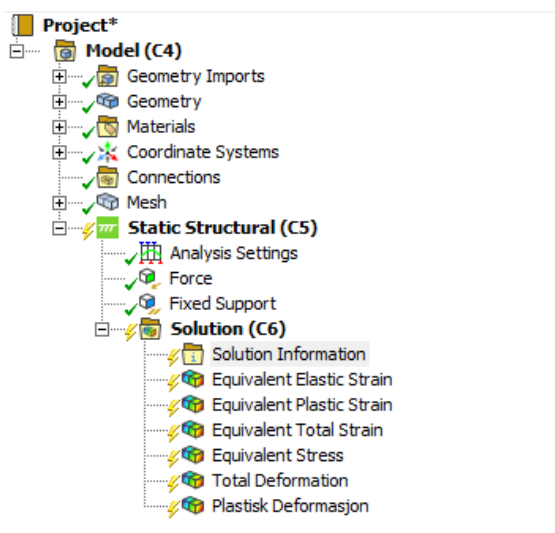 Project*
Model (C4)
Geometry Imports
Geometry
Materials
Coordinate Systems
Connections
Mesh
Static Structural (C5)
Analysis Settings
Force
Fixed Support
Solution (C6)
Solution Information
Equivalent Elastic Strain
Equivalent Plastic Strain
Equivalent Total Strain
Equivalent Stress
Total Deformation
Plastisk Deformasjon